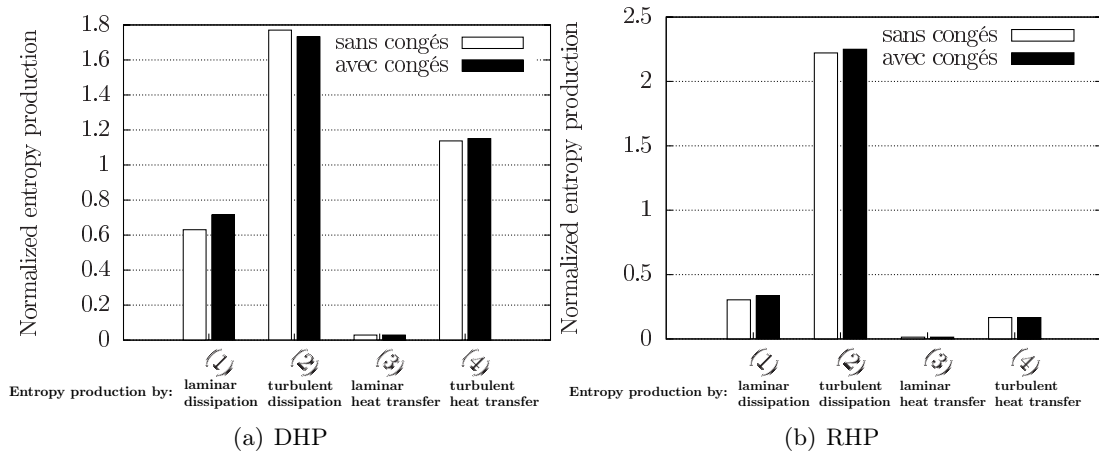 Normalized entropy production
1.8
1.6
1.4
1.2
1
0.8
0.6
0.4
0.2
0
sans congés
avec congés
(1)
(2)
(3)
(4)
Entropy production by:
laminar dissipation
turbulent dissipation
laminar heat transfer
turbulent heat transfer
(a) DHP
Normalized entropy production
2.5
2
1.5
1
0.5
0
sans congés
avec congés
(1)
(2)
(3)
(4)
Entropy production by:
laminar dissipation
turbulent dissipation
laminar heat transfer
turbulent heat transfer
(b) RHP